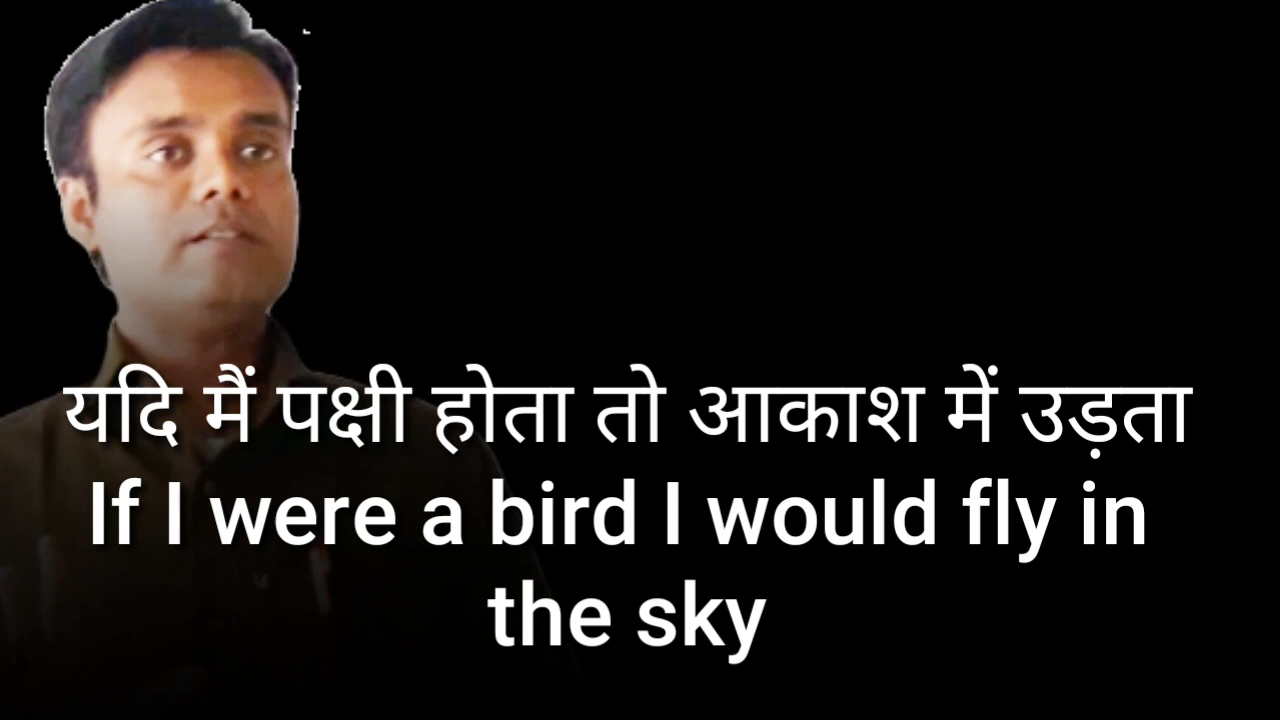 यदि मैं पक्षी होता तो आकाश में उड़ता
If I were a bird I would fly in
the sky